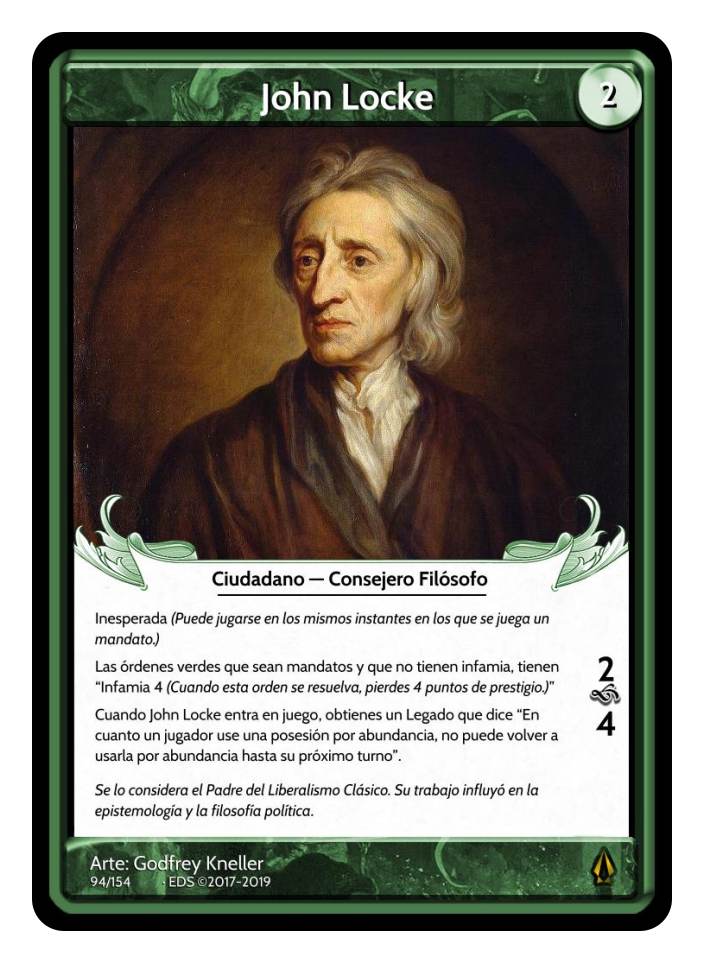 John Locke
2
Ciudadano — Consejero Filósofo
Inesperada (Puede jugarse en los mismos instantes en los que se juega un
mandato.)
Las órdenes verdes que sean mandatos y que no tienen infamia, tienen
“Infamia 4 (Cuando esta orden se resuelva, pierdes 4 puntos de prestigio.)”
Cuando John Locke entra en juego, obtienes un Legado que dice “En
cuanto un jugador use una posesión por abundancia, no puede volver a
usarla por abundancia hasta su próximo turno”.
2
4
Se lo considera el Padre del Liberalismo Clásico. Su trabajo influyó en la
epistemología y la filosofía política.
Arte: Godfrey Kneller
94/154 · EDS ©2017-2019